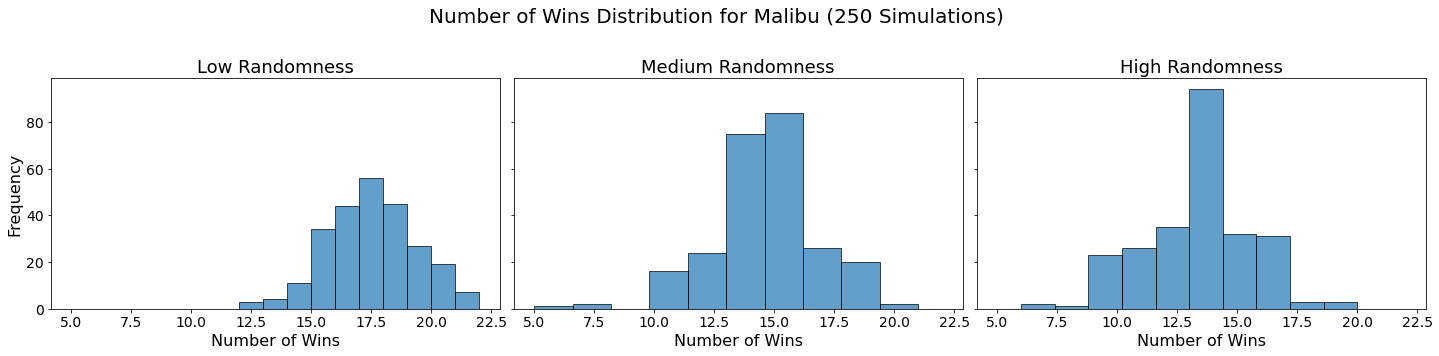 Number of Wins Distribution for Malibu (250 Simulations)
Low Randomness
Medium Randomness
High Randomness
Frequency
80
60
40
20
0
5.0 7.5 10.0 12.5 15.0 17.5 20.0 22.5
5.0 7.5 10.0 12.5 15.0 17.5 20.0 22.5
5.0 7.5 10.0 12.5 15.0 17.5 20.0 22.5
Number of Wins
Number of Wins
Number of Wins